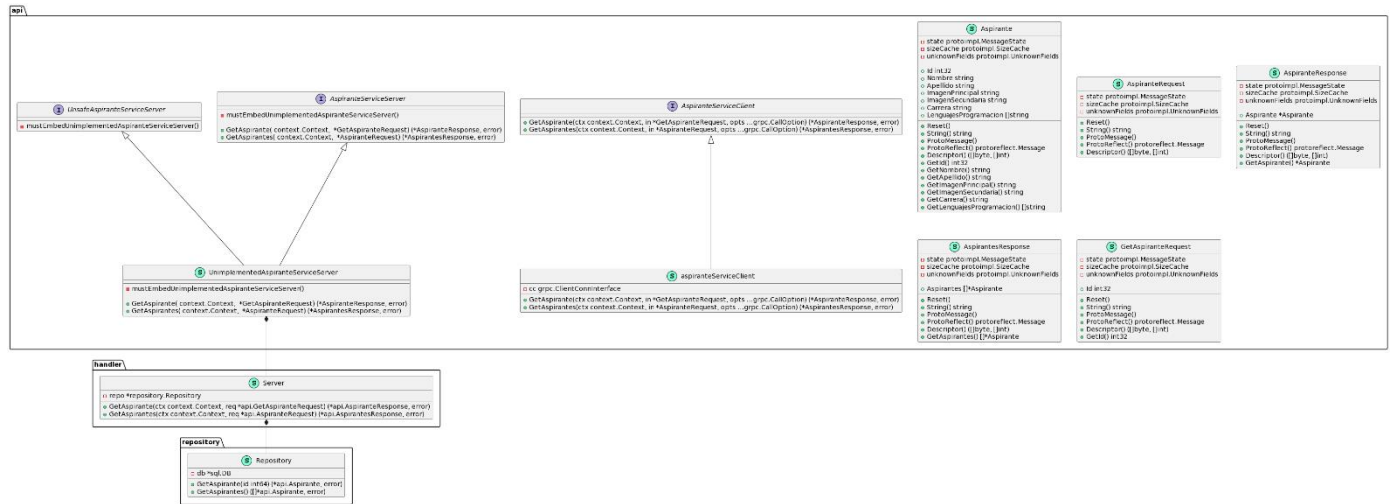 api
UnsafeAspiranteServiceServer
mustEmbedUnimplementedAspiranteServiceServer()
AspiranteServiceServer
mustEmbedUnimplementedAspiranteServiceServer()
GetAspirante( context.Context, *GetAspiranteRequest) (*AspiranteResponse, error)
GetAspirantes( context.Context, *AspiranteRequest) (*AspirantesResponse, error)
AspiranteServiceClient
GetAspirante(ctx context.Context, in *GetAspiranteRequest, opts ...grpc.CallOption) (*AspiranteResponse, error)
GetAspirantes(ctx context.Context, in *AspiranteRequest, opts ...grpc.CallOption) (*AspirantesResponse, error)
Aspirante
state protoimpl.MessageState
sizeCache protoimpl.SizeCache
unknownFields protoimpl.UnknownFields
Id int32
Nombre string
Apellido string
ImagenPrincipal string
ImagenSecundaria string
Carrera string
LenguajesProgramacion []string
Reset()
String() string
ProtoMessage()
ProtoReflect() protoreflect.Message
Descriptor() ([]byte, []int)
GetId() int32
GetNombre() string
GetApellido() string
GetImagenPrincipal() string
GetImagenSecundaria() string
GetCarrera() string
GetLenguajesProgramacion() []string
AspiranteRequest
state protoimpl.MessageState
sizeCache protoimpl.SizeCache
unknownFields protoimpl.UnknownFields
Reset()
String() string
ProtoMessage()
ProtoReflect() protoreflect.Message
Descriptor() ([]byte, []int)
AspiranteResponse
state protoimpl.MessageState
sizeCache protoimpl.SizeCache
unknownFields protoimpl.UnknownFields
Aspirante *Aspirante
Reset()
String() string
ProtoMessage()
ProtoReflect() protoreflect.Message
Descriptor() ([]byte, []int)
GetAspirante() *Aspirante
UnimplementedAspiranteServiceServer
mustEmbedUnimplementedAspiranteServiceServer()
GetAspirante( context.Context, *GetAspiranteRequest) (*AspiranteResponse, error)
GetAspirantes( context.Context, *AspiranteRequest) (*AspirantesResponse, error)
aspiranteServiceClient
cc grpc.ClientConnInterface
GetAspirante(ctx context.Context, in *GetAspiranteRequest, opts ...grpc.CallOption) (*AspiranteResponse, error)
GetAspirantes(ctx context.Context, in *AspiranteRequest, opts ...grpc.CallOption) (*AspirantesResponse, error)
AspirantesResponse
state protoimpl.MessageState
sizeCache protoimpl.SizeCache
unknownFields protoimpl.UnknownFields
Aspirantes []*Aspirante
Reset()
String() string
ProtoMessage()
ProtoReflect() protoreflect.Message
Descriptor() ([]byte, []int)
GetAspirantes() []*Aspirante
GetAspiranteRequest
state protoimpl.MessageState
sizeCache protoimpl.SizeCache
unknownFields protoimpl.UnknownFields
Id int32
Reset()
String() string
ProtoMessage()
ProtoReflect() protoreflect.Message
Descriptor() ([]byte, []int)
GetId() int32
handler
Server
repo *repository.Repository
GetAspirante(ctx context.Context, req *api.GetAspiranteRequest) (*api.AspiranteResponse, error)
GetAspirantes(ctx context.Context, req *api.AspiranteRequest) (*api.AspirantesResponse, error)
repository
Repository
db *sql.DB
GetAspirante(id int64) (*api.Aspirante, error)
GetAspirantes() ([]*api.Aspirante, error)